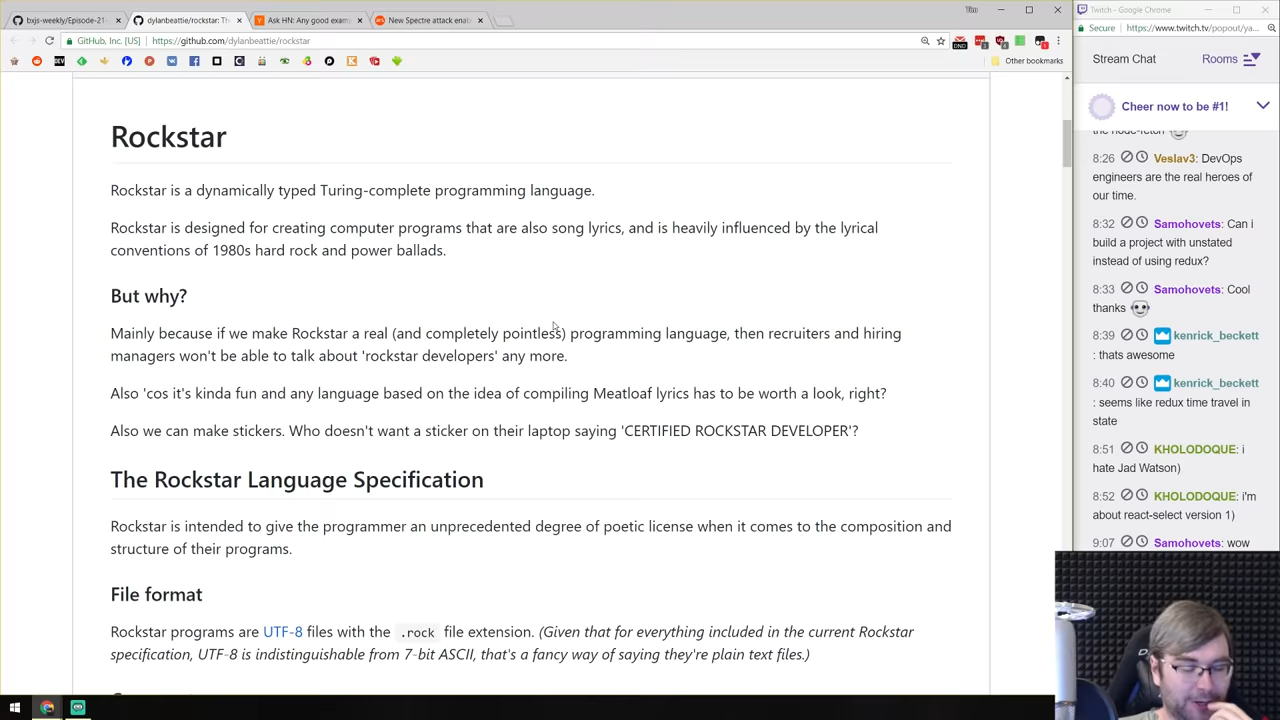 bxjs-weekly/Episode-21
dylanbeattie/rockstar: Th
Ask HN: Any good exam
New Spectre attack enab
Tim
Twitch - Google Chrome
GitHub, Inc. [US]
https://github.com/dylanbeattie/rockstar
Secure
https://www.twitch.tv/popout/ya...
Other bookmarks
Rockstar
Rockstar is a dynamically typed Turing-complete programming language.
Rockstar is designed for creating computer programs that are also song lyrics, and is heavily influenced by the lyrical
conventions of 1980s hard rock and power ballads.
But why?
Mainly because if we make Rockstar a real (and completely pointless) programming language, then recruiters and hiring
managers won't be able to talk about 'rockstar developers' any more.
Also 'cos it's kinda fun and any language based on the idea of compiling Meatloaf lyrics has to be worth a look, right?
Also we can make stickers. Who doesn't want a sticker on their laptop saying 'CERTIFIED ROCKSTAR DEVELOPER'?
The Rockstar Language Specification
Rockstar is intended to give the programmer an unprecedented degree of poetic license when it comes to the composition and
structure of their programs.
File format
Rockstar programs are UTF-8 files with the .rock file extension. (Given that for everything included in the current Rockstar
specification, UTF-8 is indistinguishable from 7-bit ASCII, that's a fancy way of saying they're plain text files.)
Stream Chat
Rooms
Cheer now to be #1!
the node-fetch
8:26 Veslav3: DevOps
engineers are the real heroes of
our time.
8:32 Samohovets: Can i
build a project with unstated
instead of using redux?
8:33 Samohovets: Cool
thanks
8:39 kenrick_beckett
: thats awesome
8:40 kenrick_beckett
: seems like redux time travel in
state
8:51 KHOLODOQUE: i
hate Jad Watson)
8:52 KHOLODOQUE: i'm
about react-select version 1)
9:07 Samohovets: wow